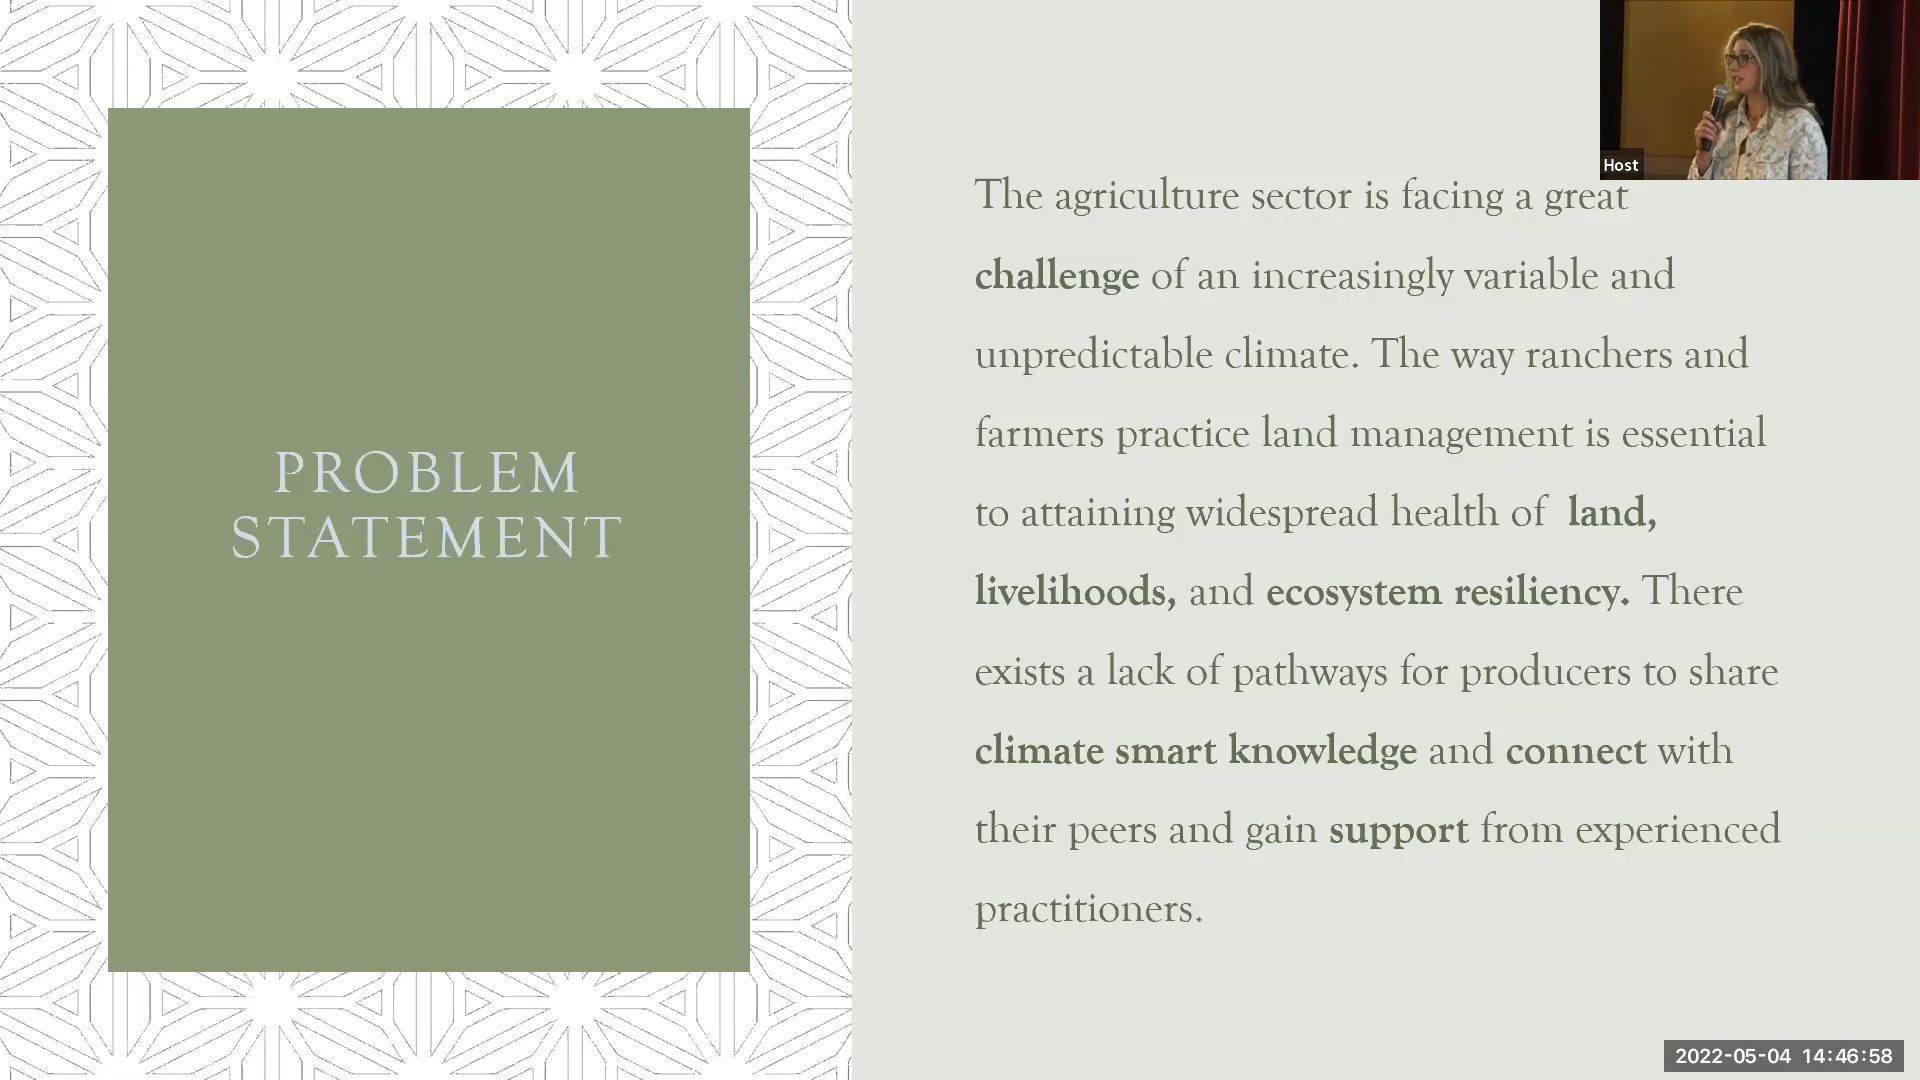 Host
PROBLEM
STATEMENT
The agriculture sector is facing a great
challenge of an increasingly variable and
unpredictable climate. The way ranchers and
farmers practice land management is essential
to attaining widespread health of land,
livelihoods, and ecosystem resiliency. There
exists a lack of pathways for producers to share
climate smart knowledge and connect with
their peers and gain support from experienced
practitioners.
2022-05-04 14:46:58